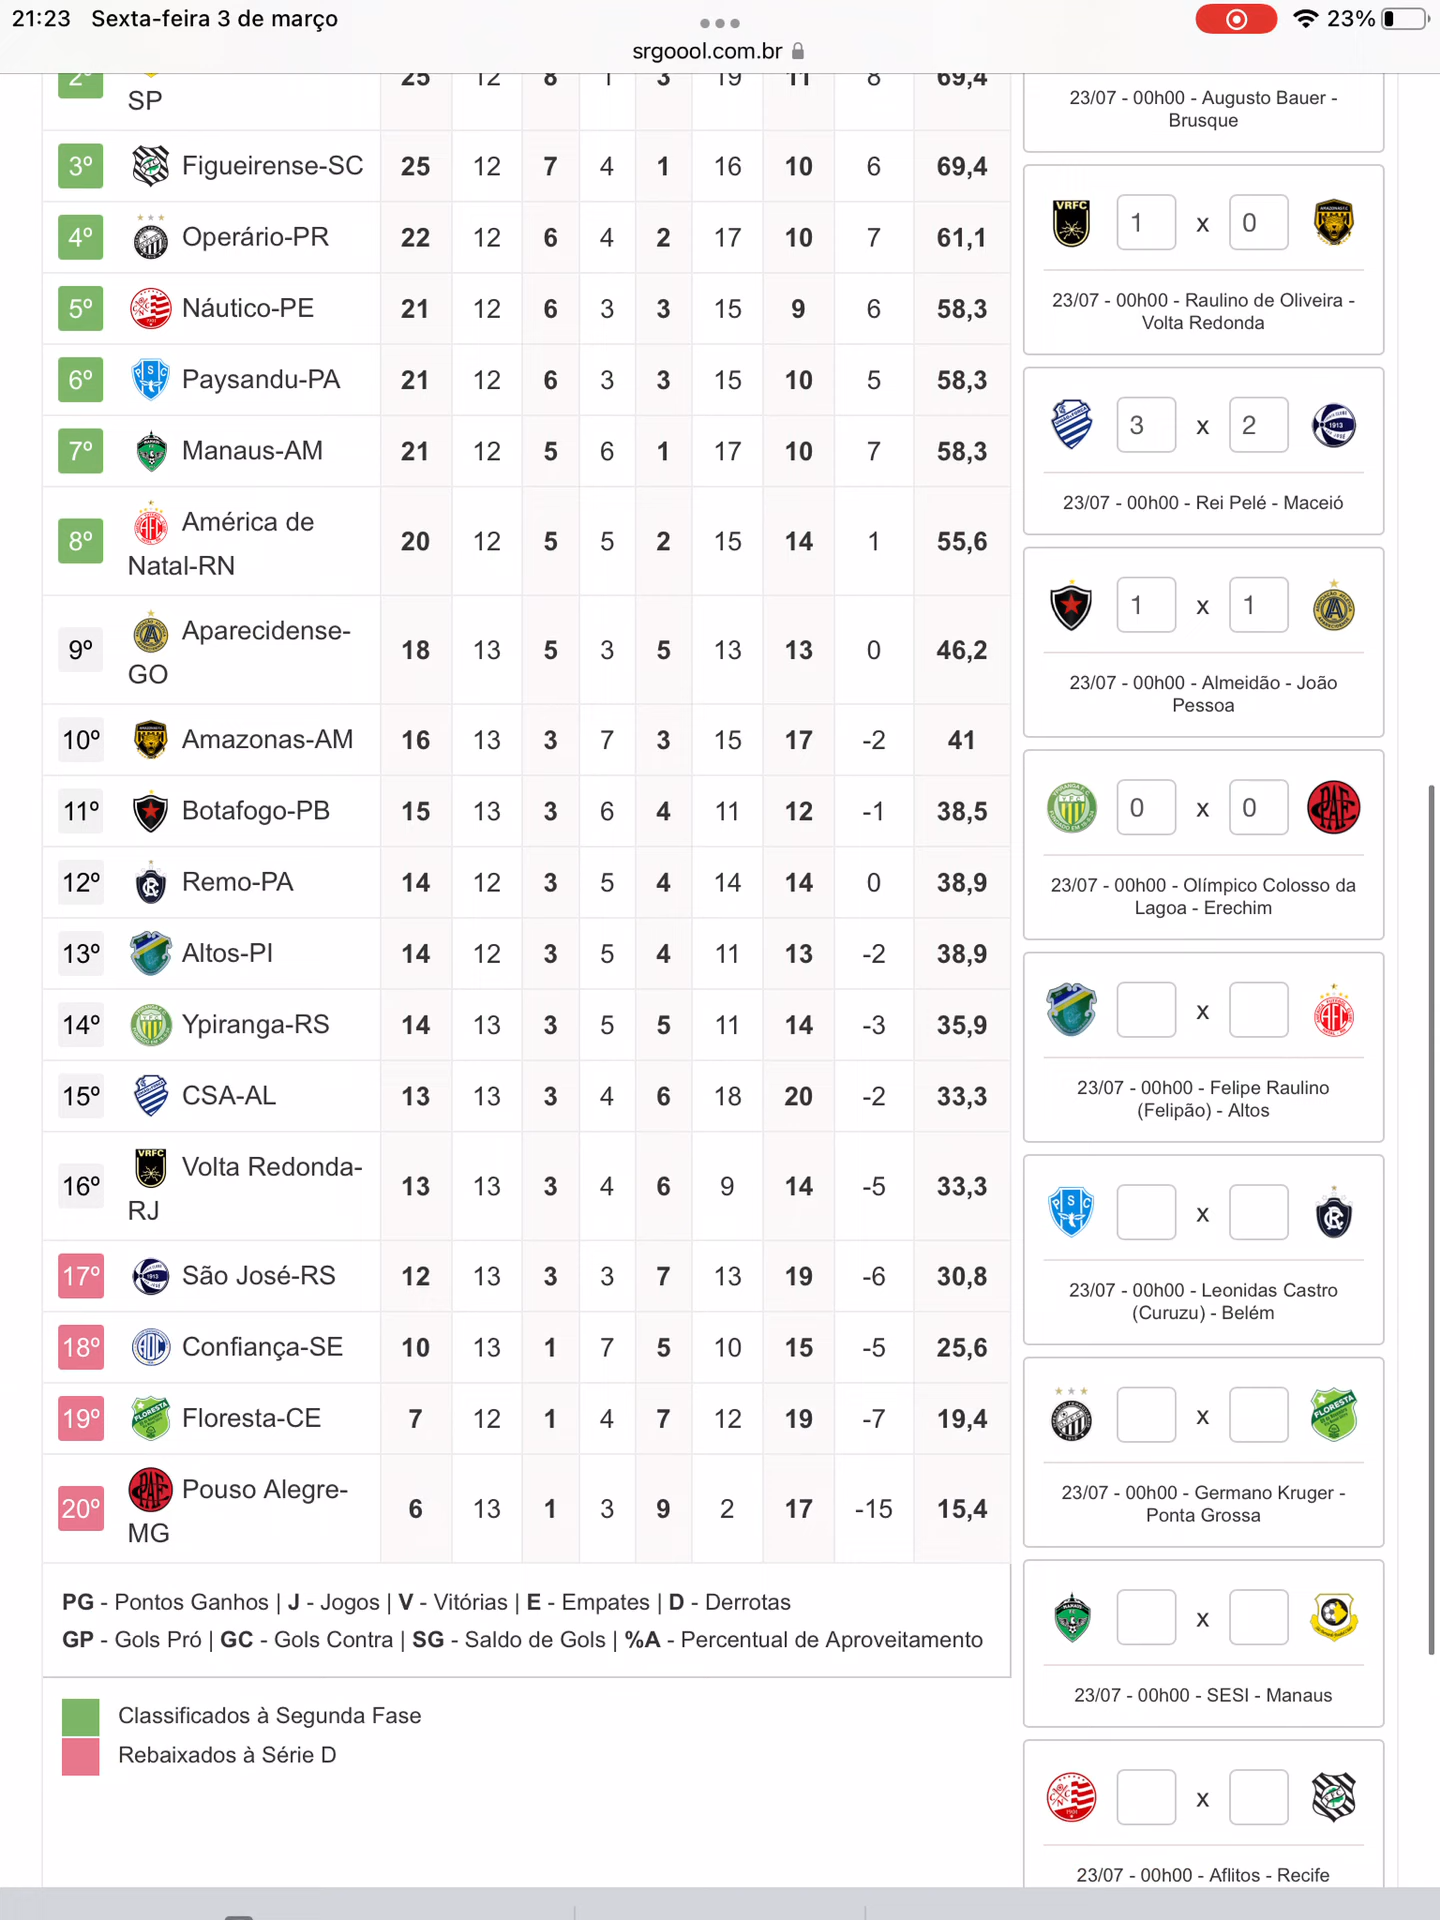 21:23 Sexta-feira 3 de março
23%
srgoool.com.br
2º SP 25 12 8 1 3 19 11 8 69,4
3º Figueirense-SC 25 12 7 4 1 16 10 6 69,4
4º Operário-PR 22 12 6 4 2 17 10 7 61,1
5º Náutico-PE 21 12 6 3 3 15 9 6 58,3
6º Paysandu-PA 21 12 6 3 3 15 10 5 58,3
7º Manaus-AM 21 12 5 6 1 17 10 7 58,3
8º América de
Natal-RN 20 12 5 5 2 15 14 1 55,6
9º Aparecidense-
GO 18 13 5 3 5 13 13 0 46,2
10º Amazonas-AM 16 13 3 7 3 15 17 -2 41
11º Botafogo-PB 15 13 3 6 4 11 12 -1 38,5
12º Remo-PA 14 12 3 5 4 14 14 0 38,9
13º Altos-PI 14 12 3 5 4 11 13 -2 38,9
14º Ypiranga-RS 14 13 3 5 5 11 14 -3 35,9
15º CSA-AL 13 13 3 4 6 18 20 -2 33,3
16º Volta Redonda-
RJ 13 13 3 4 6 9 14 -5 33,3
17º São José-RS 12 13 3 3 7 13 19 -6 30,8
18º Confiança-SE 10 13 1 7 5 10 15 -5 25,6
19º Floresta-CE 7 12 1 4 7 12 19 -7 19,4
20º Pouso Alegre-
MG 6 13 1 3 9 2 17 -15 15,4
PG - Pontos Ganhos | J - Jogos | V - Vitórias | E - Empates | D - Derrotas
GP - Gols Pró | GC - Gols Contra | SG - Saldo de Gols | %A - Percentual de Aproveitamento
Classificados à Segunda Fase
Rebaixados à Série D
23/07 - 00h00 - Augusto Bauer -
Brusque
VRFC 1 x 0
23/07 - 00h00 - Raulino de Oliveira -
Volta Redonda
3 x 2
23/07 - 00h00 - Rei Pelé - Maceió
1 x 1
23/07 - 00h00 - Almeidão - João
Pessoa
0 x 0
23/07 - 00h00 - Olímpico Colosso da
Lagoa - Erechim
x
23/07 - 00h00 - Felipe Raulino
(Felipão) - Altos
x
23/07 - 00h00 - Leonidas Castro
(Curuzu) - Belém
x
23/07 - 00h00 - Germano Kruger -
Ponta Grossa
x
23/07 - 00h00 - SESI - Manaus
x
23/07 - 00h00 - Aflitos - Recife